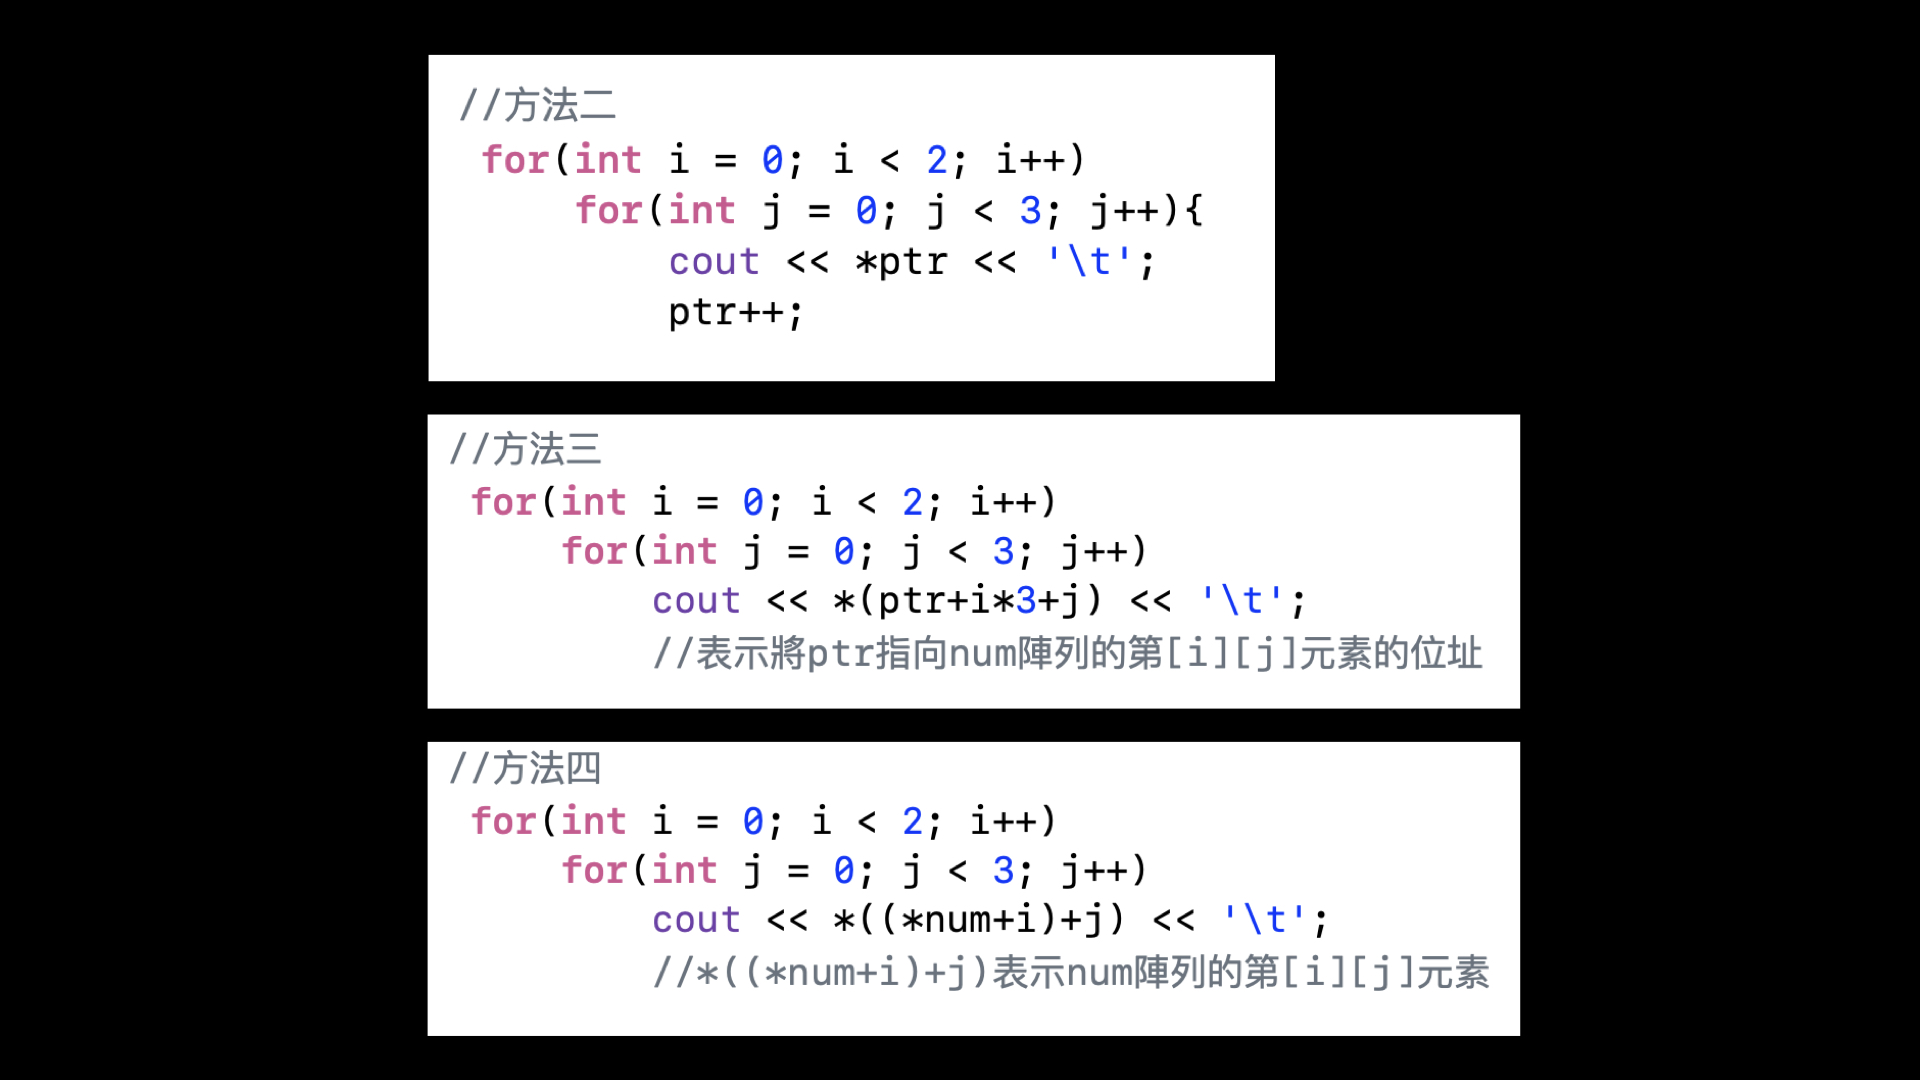 //方法二
for(int i = 0; i < 2; i++)
for(int j = 0; j < 3; j++){
cout << *ptr << '\t';
ptr++;
//方法三
for(int i = 0; i < 2; i++)
for(int j = 0; j < 3; j++)
cout << *(ptr+i*3+j) << '\t';
//表示將ptr指向num陣列的第[i][j]元素的位址
//方法四
for(int i = 0; i < 2; i++)
for(int j = 0; j < 3; j++)
cout << *((*num+i)+j) << '\t';
//*((*num+i)+j)表示num陣列的第[i][j]元素